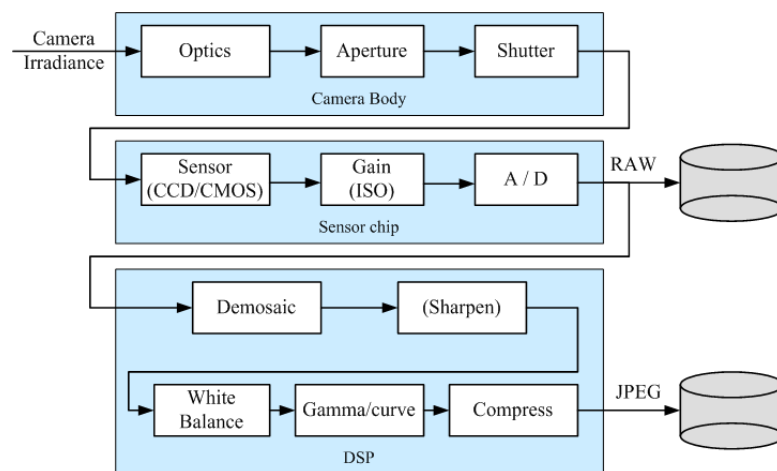 Camera
Irradiance
Optics
Aperture
Shutter
Camera Body
Sensor
(CCD/CMOS)
Gain
(ISO)
A / D
RAW
Sensor chip
Demosaic
(Sharpen)
White
Balance
Gamma/curve
Compress
JPEG
DSP